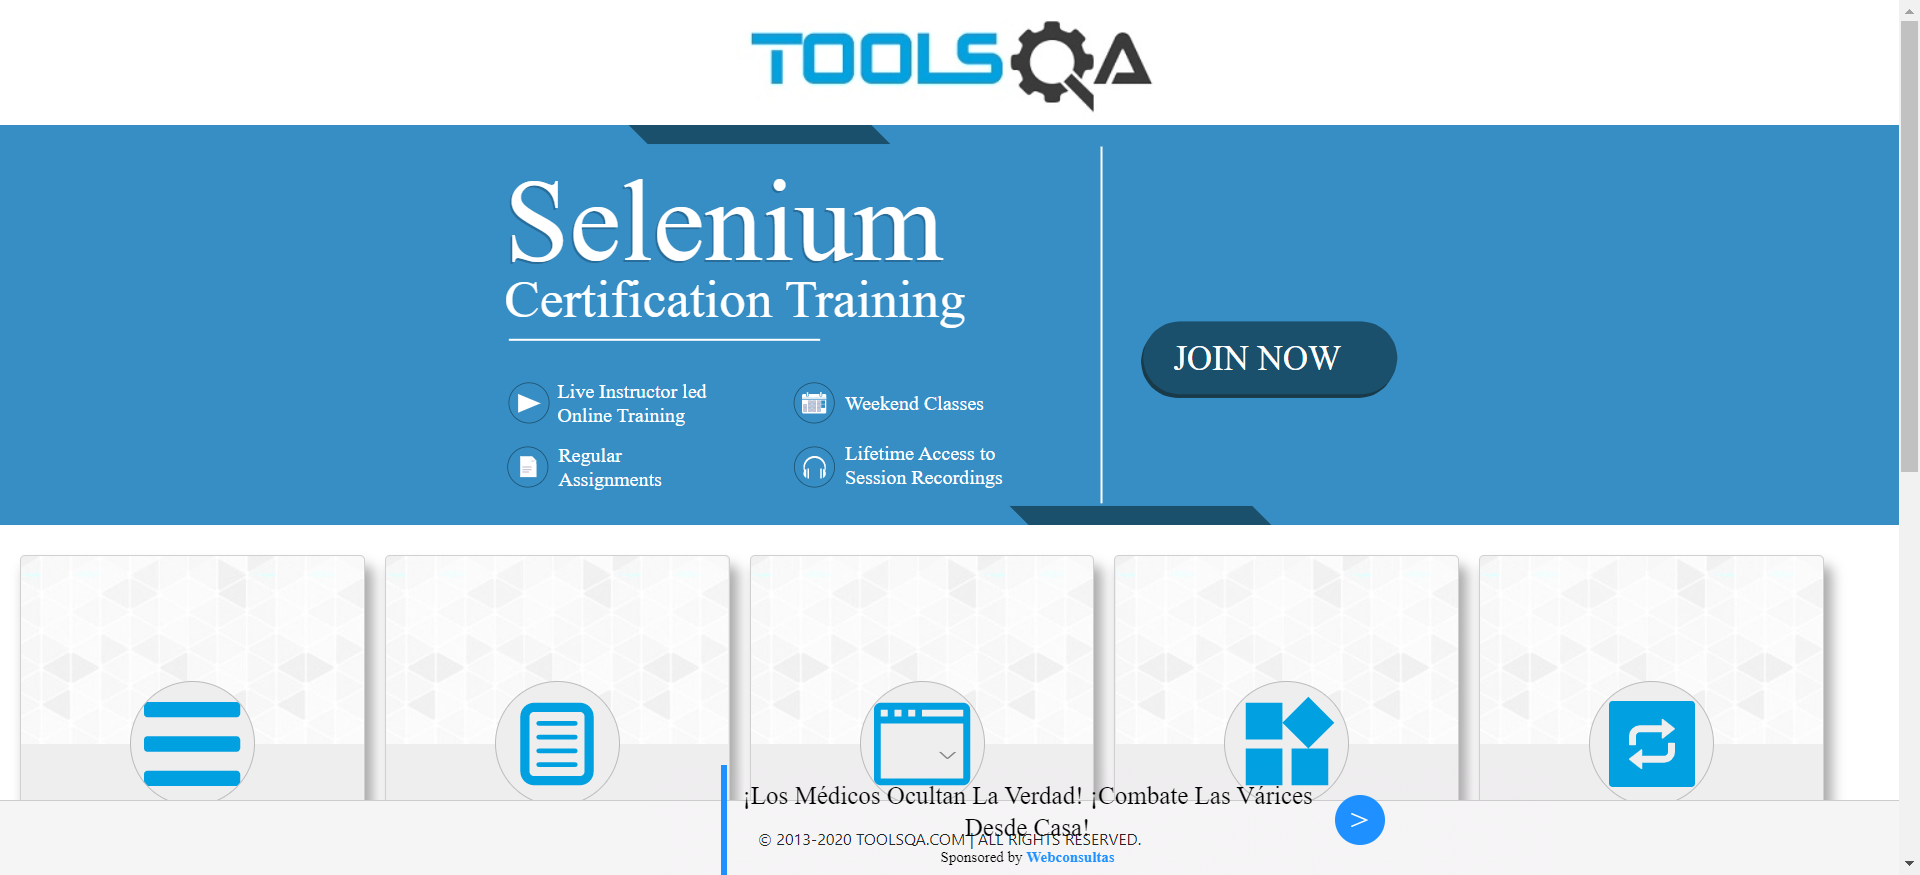 TOOLSQA
Selenium
Certification Training
Live Instructor led
Online Training
Weekend Classes
Regular
Assignments
Lifetime Access to
Session Recordings
JOIN NOW
¡Los Médicos Ocultan La Verdad! ¡Combate Las Várices
Desde Casa!
>
© 2013-2020 TOOLSQA.COM | ALL RIGHTS RESERVED.
Sponsored by Webconsultas